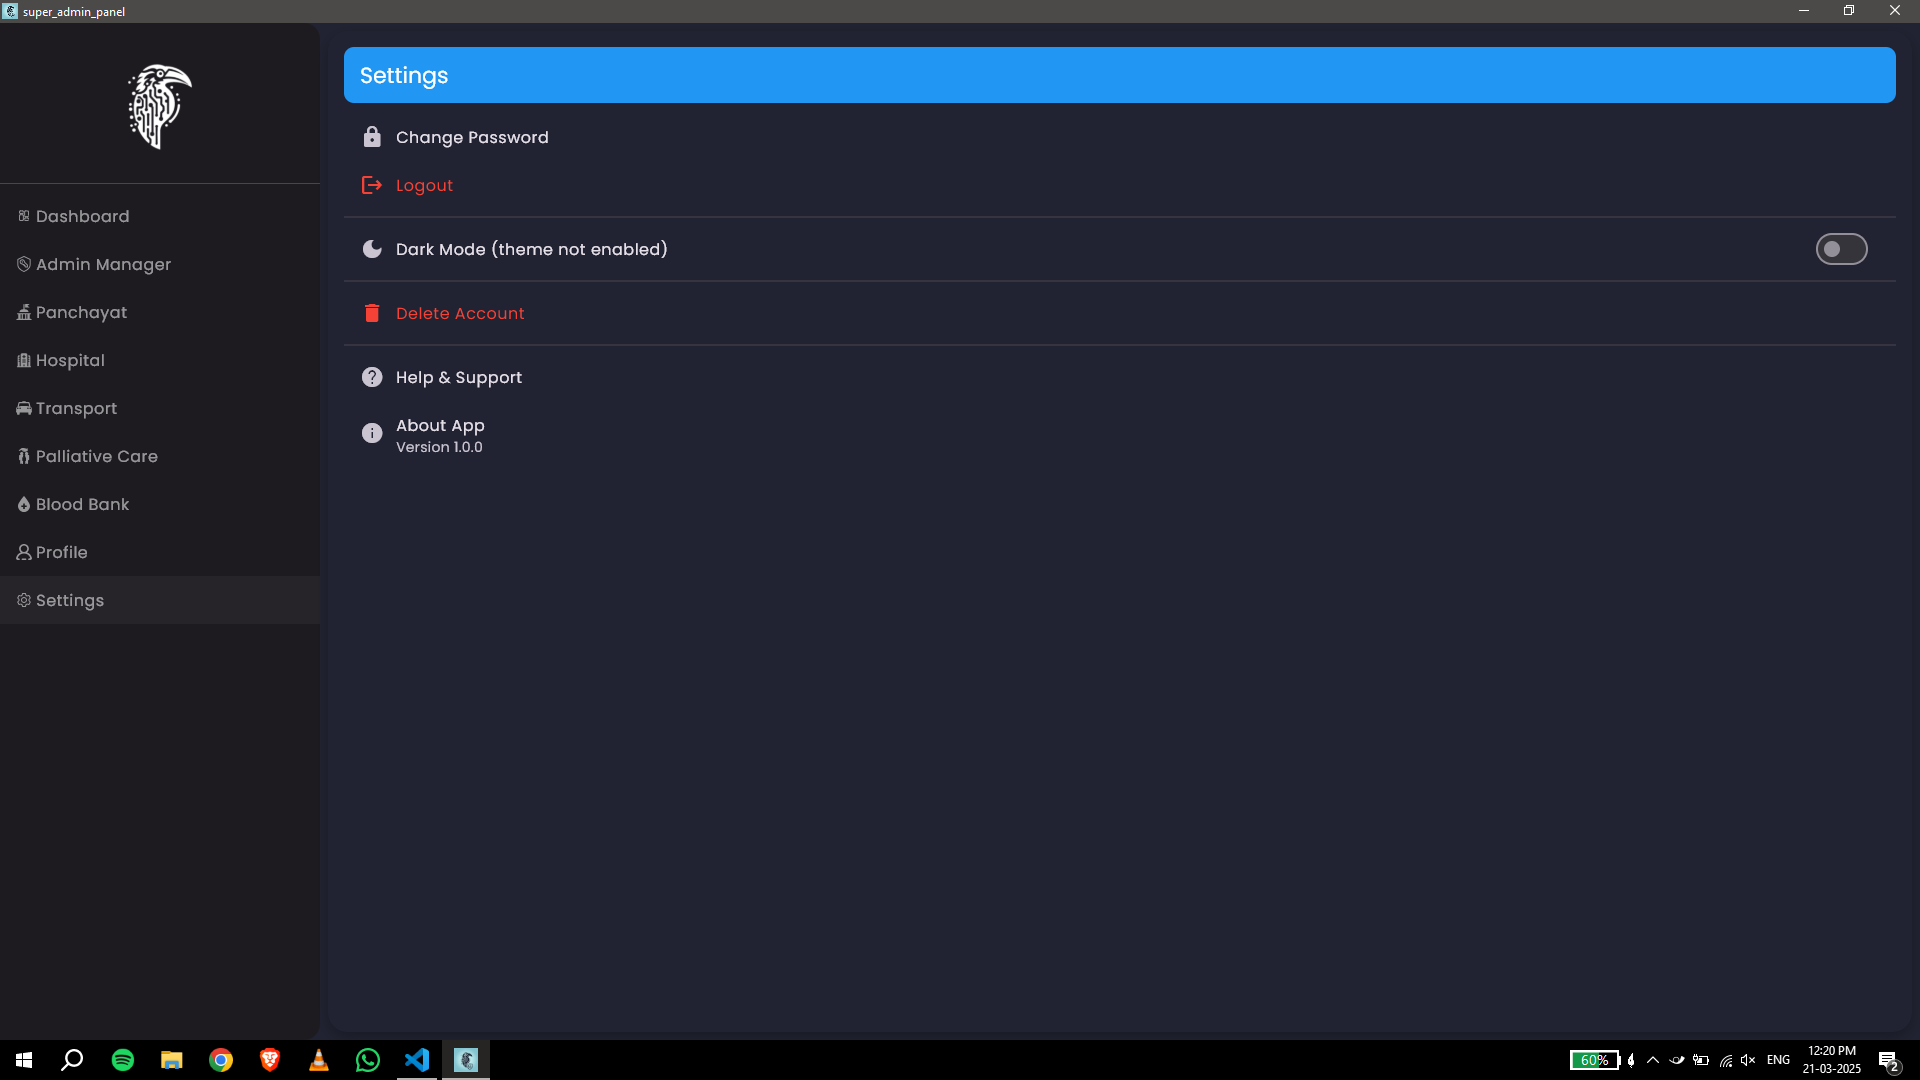 super_admin_panel
Settings
Change Password
Logout
Dashboard
Admin Manager
Dark Mode (theme not enabled)
Panchayat
Delete Account
Hospital
Help & Support
Transport
About App
Version 1.0.0
Palliative Care
Blood Bank
Profile
Settings
60%
ENG
12:20 PM
21-03-2025
2